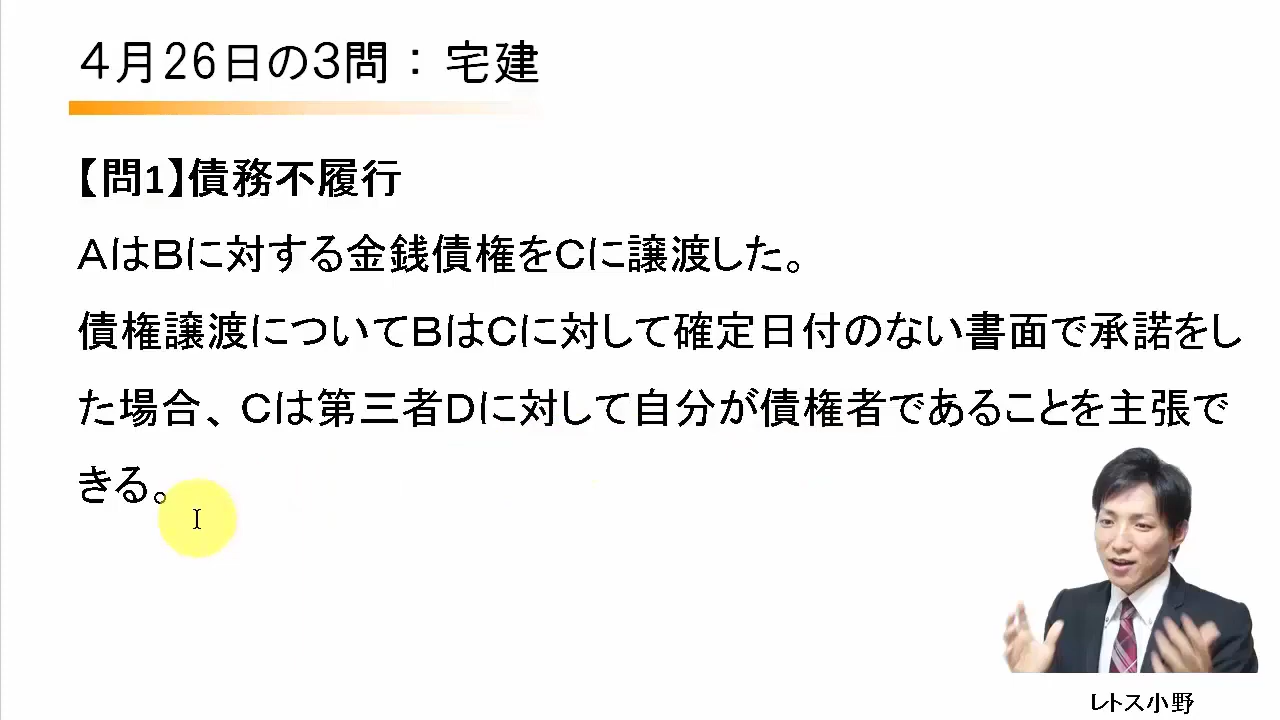 ４月26日の３問：宅建
【問1】債務不履行
ＡはＢに対する金銭債権をＣに譲渡した。
債権譲渡についてＢはＣに対して確定日付のない書面で承諾をし
た場合、Ｃは第三者Ｄに対して自分が債権者であることを主張で
きる。
レトス小野